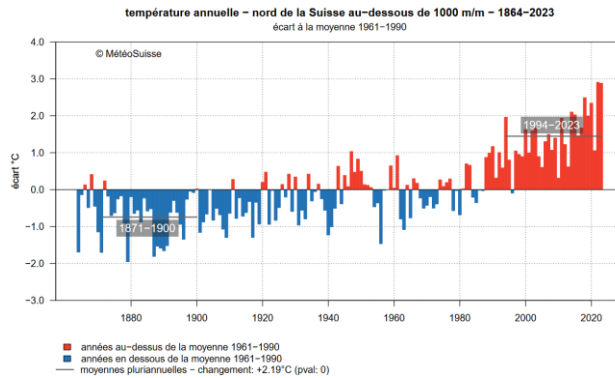 température annuelle – nord de la Suisse au-dessous de 1000 m/m – 1864–2023
écart à la moyenne 1961–1990
© MétéoSuisse
écart °C
4.0
3.0
2.0
1.0
0.0
−1.0
−2.0
−3.0
1871−1900
1994−2023
1880 1900 1920 1940 1960 1980 2000 2020
années au-dessus de la moyenne 1961-1990
années en dessous de la moyenne 1961-1990
moyennes pluriannuelles − changement: +2.19°C (pval: 0)